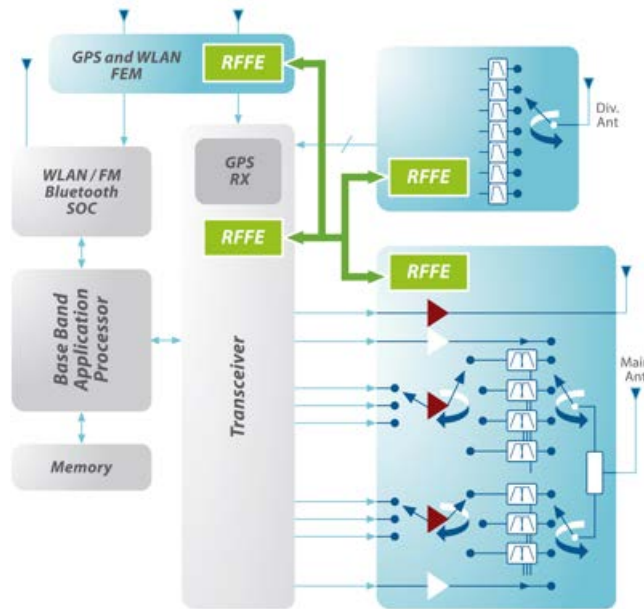 GPS and WLAN
FEM
RFFE
Div.
Ant
WLAN / FM
Bluetooth
SOC
GPS
RX
RFFE
RFFE
RFFE
Base Band
Application
Processor
Transceiver
Main
Ant
Memory